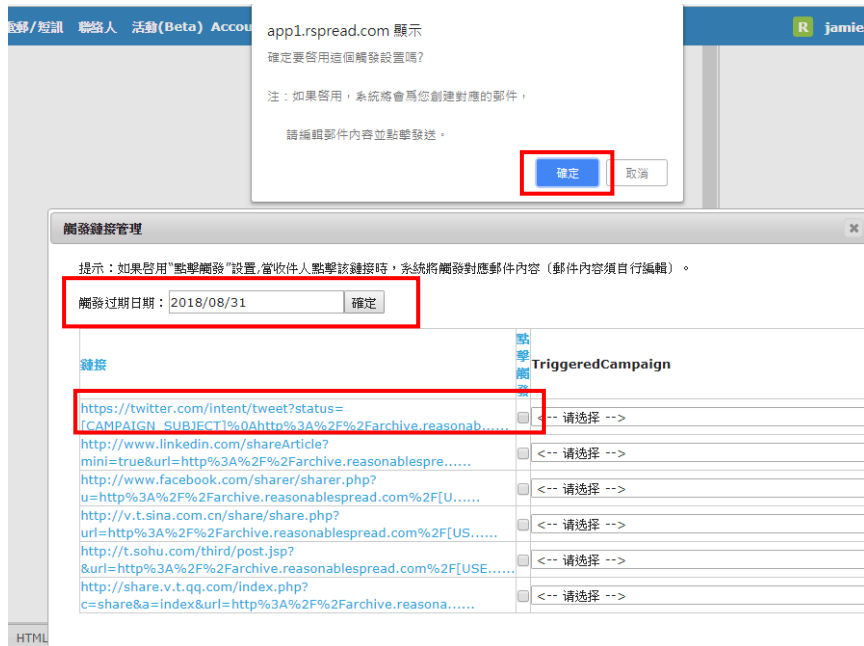 電郵/短訊 聯絡人 活動(Beta) Accou
R jamie
app1.rspread.com 顯示
確定要啓用這個觸發設置嗎?
注：如果啓用，系統將會爲您創建對應的郵件，
請編輯郵件內容並點擊發送。
確定 取消
觸發鏈接管理
提示：如果啓用"點擊觸發"設置,當收件人點擊該鏈接時，系統將觸發對應郵件內容（郵件內容須自行編輯）。
觸發过期日期：2018/08/31 確定
鏈接 點擊觸發 TriggeredCampaign
https://twitter.com/intent/tweet?status=
[CAMPAIGN_SUBJECT]%0Ahttp%3A%2F%2Farchive.reasonab......
<-- 请选择 -->
http://www.linkedin.com/shareArticle?
mini=true&url=http%3A%2F%2Farchive.reasonablespre......
<-- 请选择 -->
http://www.facebook.com/sharer/sharer.php?
u=http%3A%2F%2Farchive.reasonablespread.com%2F[U......
<-- 请选择 -->
http://v.t.sina.com.cn/share/share.php?
url=http%3A%2F%2Farchive.reasonablespread.com%2F[US......
<-- 请选择 -->
http://t.sohu.com/third/post.jsp?
&url=http%3A%2F%2Farchive.reasonablespread.com%2F[USE......
<-- 请选择 -->
http://share.v.t.qq.com/index.php?
c=share&a=index&url=http%3A%2F%2Farchive.reasona......
<-- 请选择 -->
HTML